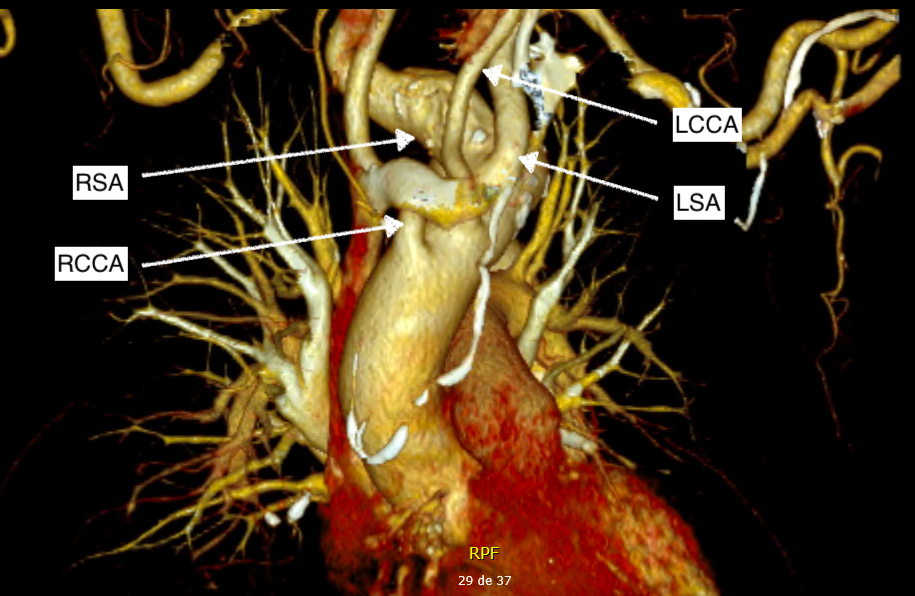 LCCA
RSA
LSA
RCCA
RPF
29 de 37